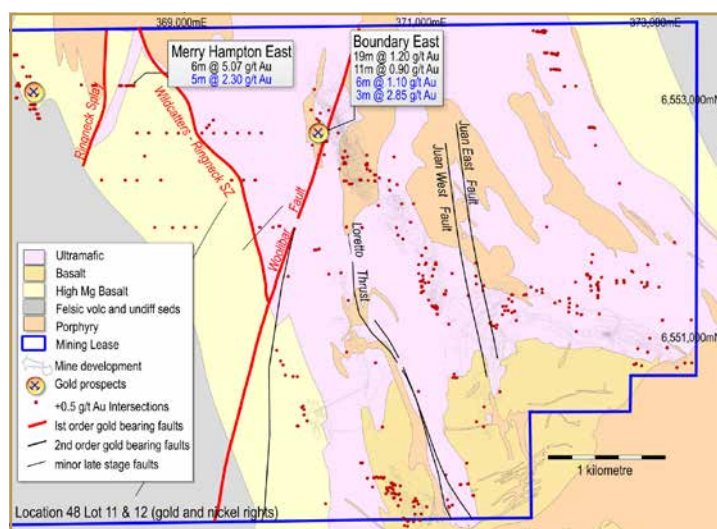 369,000mE
371,000mE
373,000mE
Merry Hampton East
6m @ 5.07 g/t Au
5m @ 2.30 g/t Au
Boundary East
19m @ 1.20 g/t Au
11m @ 0.90 g/t Au
6m @ 1.10 g/t Au
3m @ 2.85 g/t Au
6,553,000mN
Ringneck Splay
Wildcatters - Ringneck SZ
Woolibar Fault
Loretto Thrust
Juan West Fault
Juan East Fault
6,551,000mN
Ultramafic
Basalt
High Mg Basalt
Felsic volc and undiff seds
Porphyry
Mining Lease
Mine development
Gold prospects
+0.5 g/t Au Intersections
1st order gold bearing faults
2nd order gold bearing faults
minor late stage faults
1 kilometre
Location 48 Lot 11 & 12 (gold and nickel rights)